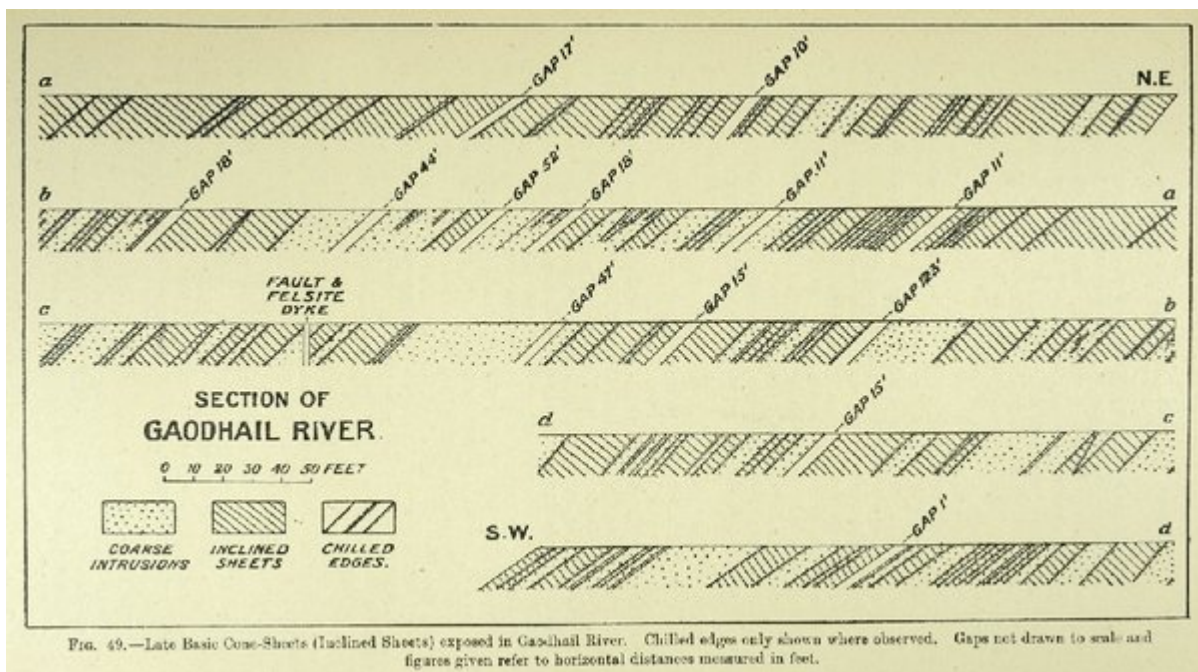 a
GAP 17'
GAP 10'
N.E
b
GAP 18'
GAP 44'
GAP 52'
GAP 18'
GAP 11'
GAP 11'
a
c
FAULT &
FELSITE
DYKE
GAP 47'
GAP 15'
GAP 123'
b
SECTION OF
GAODHAIL RIVER.
0 10 20 30 40 50 FEET
COARSE
INTRUSIONS
INCLINED
SHEETS
CHILLED
EDGES.
d
GAP 15'
c
S.W.
GAP 1'
d
FIG. 49.—Late Basic Cone-Sheets (Inclined Sheets) exposed in Gaodhail River. Chilled edges only shown where observed. Gaps not drawn to scale and
figures given refer to horizontal distances measured in feet.